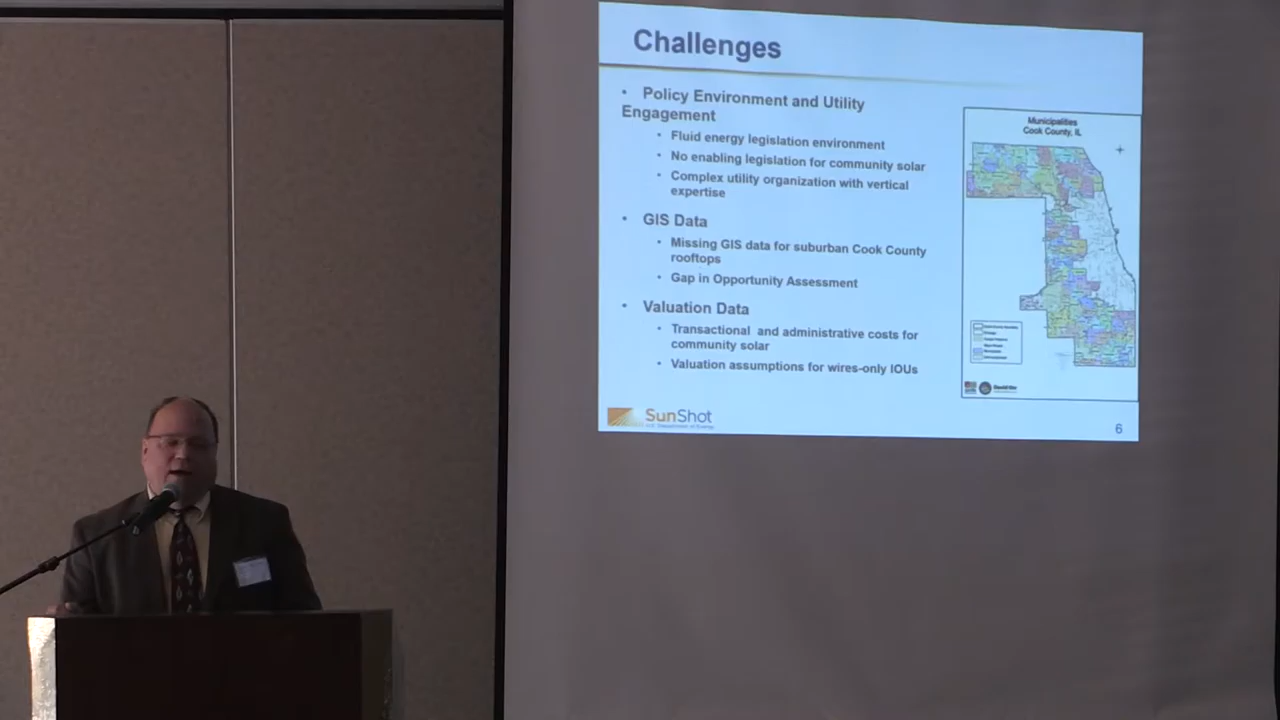 Challenges
• Policy Environment and Utility
Engagement
• Fluid energy legislation environment
• No enabling legislation for community solar
• Complex utility organization with vertical
expertise
• GIS Data
• Missing GIS data for suburban Cook County
rooftops
• Gap in Opportunity Assessment
• Valuation Data
• Transactional and administrative costs for
community solar
• Valuation assumptions for wires-only IOUs
Municipalities
Cook County, IL
SunShot
U.S. Department of Energy
6